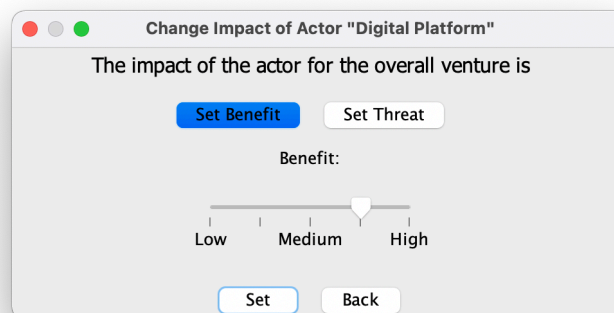 Change Impact of Actor "Digital Platform"
The impact of the actor for the overall venture is
Set Benefit Set Threat
Benefit:
Low Medium High
Set Back